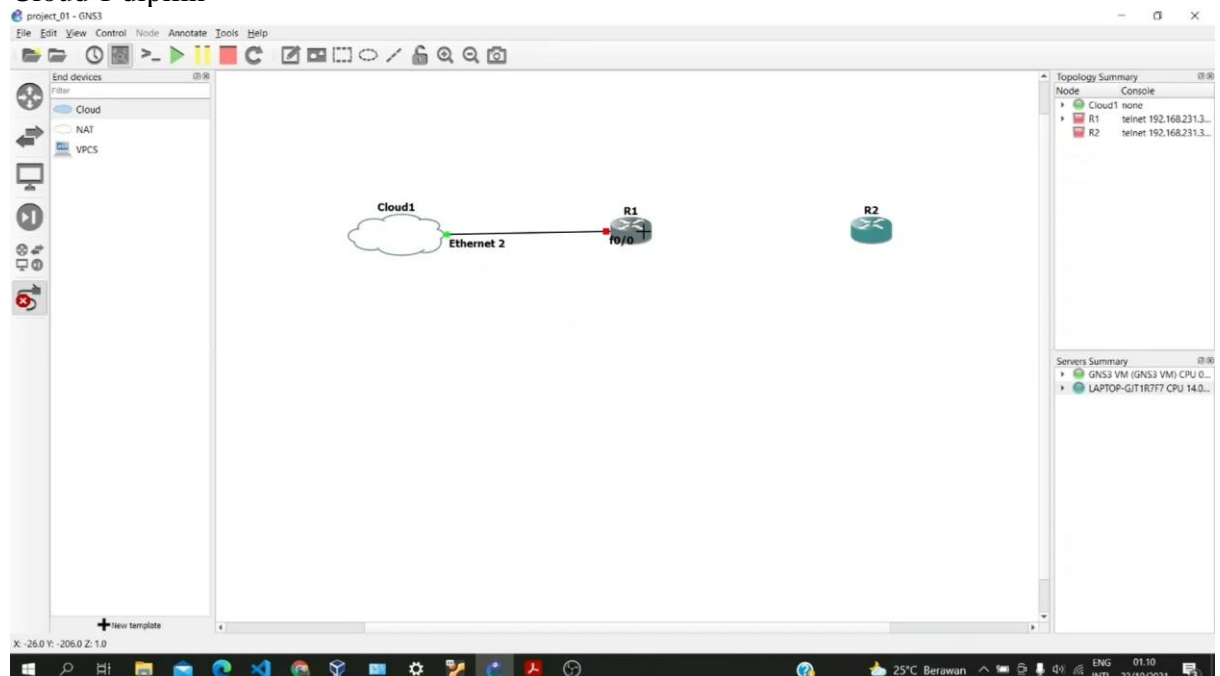 project_01 - GNS3
File Edit View Control Node Annotate Tools Help
End devices
Filter
Cloud
NAT
VPCS
New template
Cloud1
Ethernet 2
R1
f0/0
R2
Topology Summary
Node Console
Cloud1 none
R1 telnet 192.168.231.3...
R2 telnet 192.168.231.3...
Servers Summary
GNS3 VM (GNS3 VM) CPU 0...
LAPTOP-GJT1R7F7 CPU 14.0...
X: -26.0 Y: -206.0 Z: 1.0
25°C Berawan
ENG
INTL
01.10
22/10/2021